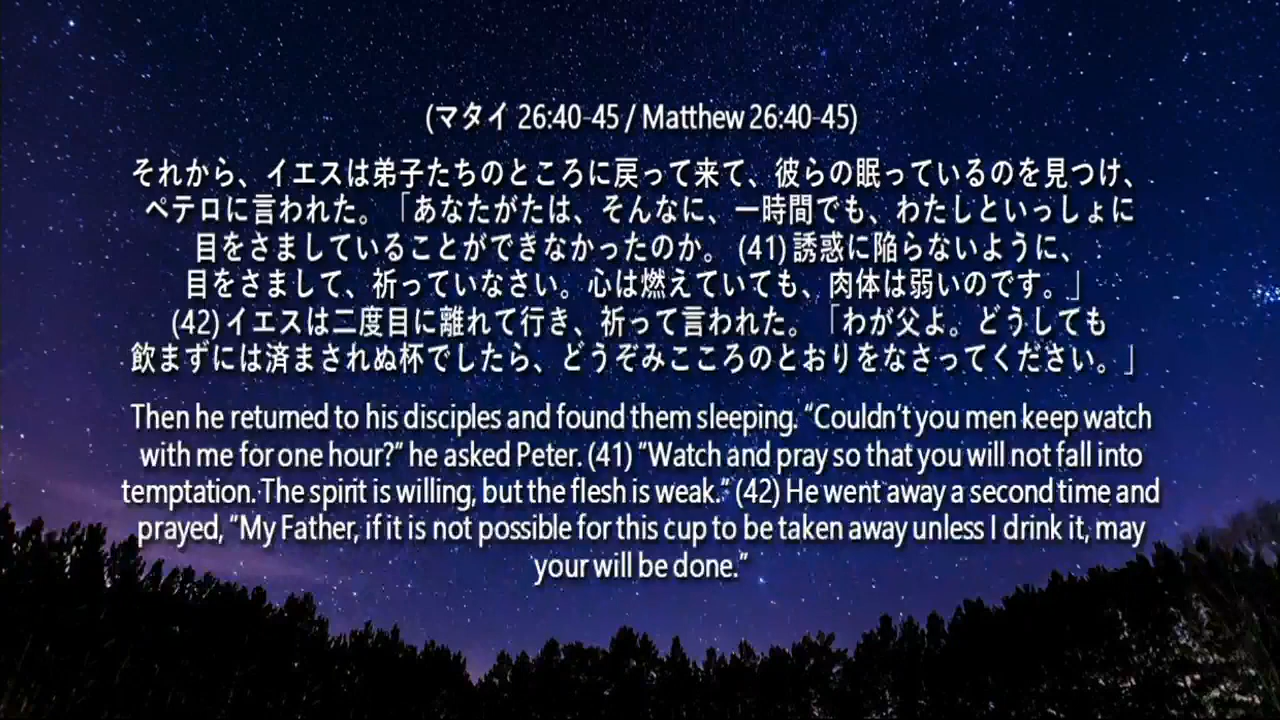 (マタイ 26:40-45 / Matthew 26:40-45)
それから、イエスは弟子たちのところに戻って来て、彼らの眠っているのを見つけ、
ペテロに言われた。「あなたがたは、そんなに、一時間でも、わたしといっしょに
目をさましていることができなかったのか。 (41) 誘惑に陥らないように、
目をさまして、祈っていなさい。心は燃えていても、肉体は弱いのです。」
(42) イエスは二度目に離れて行き、祈って言われた。「わが父よ。どうしても
飲まずには済まされぬ杯でしたら、どうぞみこころのとおりをなさってください。」
Then he returned to his disciples and found them sleeping. “Couldn’t you men keep watch
with me for one hour?” he asked Peter. (41) “Watch and pray so that you will not fall into
temptation. The spirit is willing, but the flesh is weak.” (42) He went away a second time and
prayed, “My Father, if it is not possible for this cup to be taken away unless I drink it, may
your will be done.”